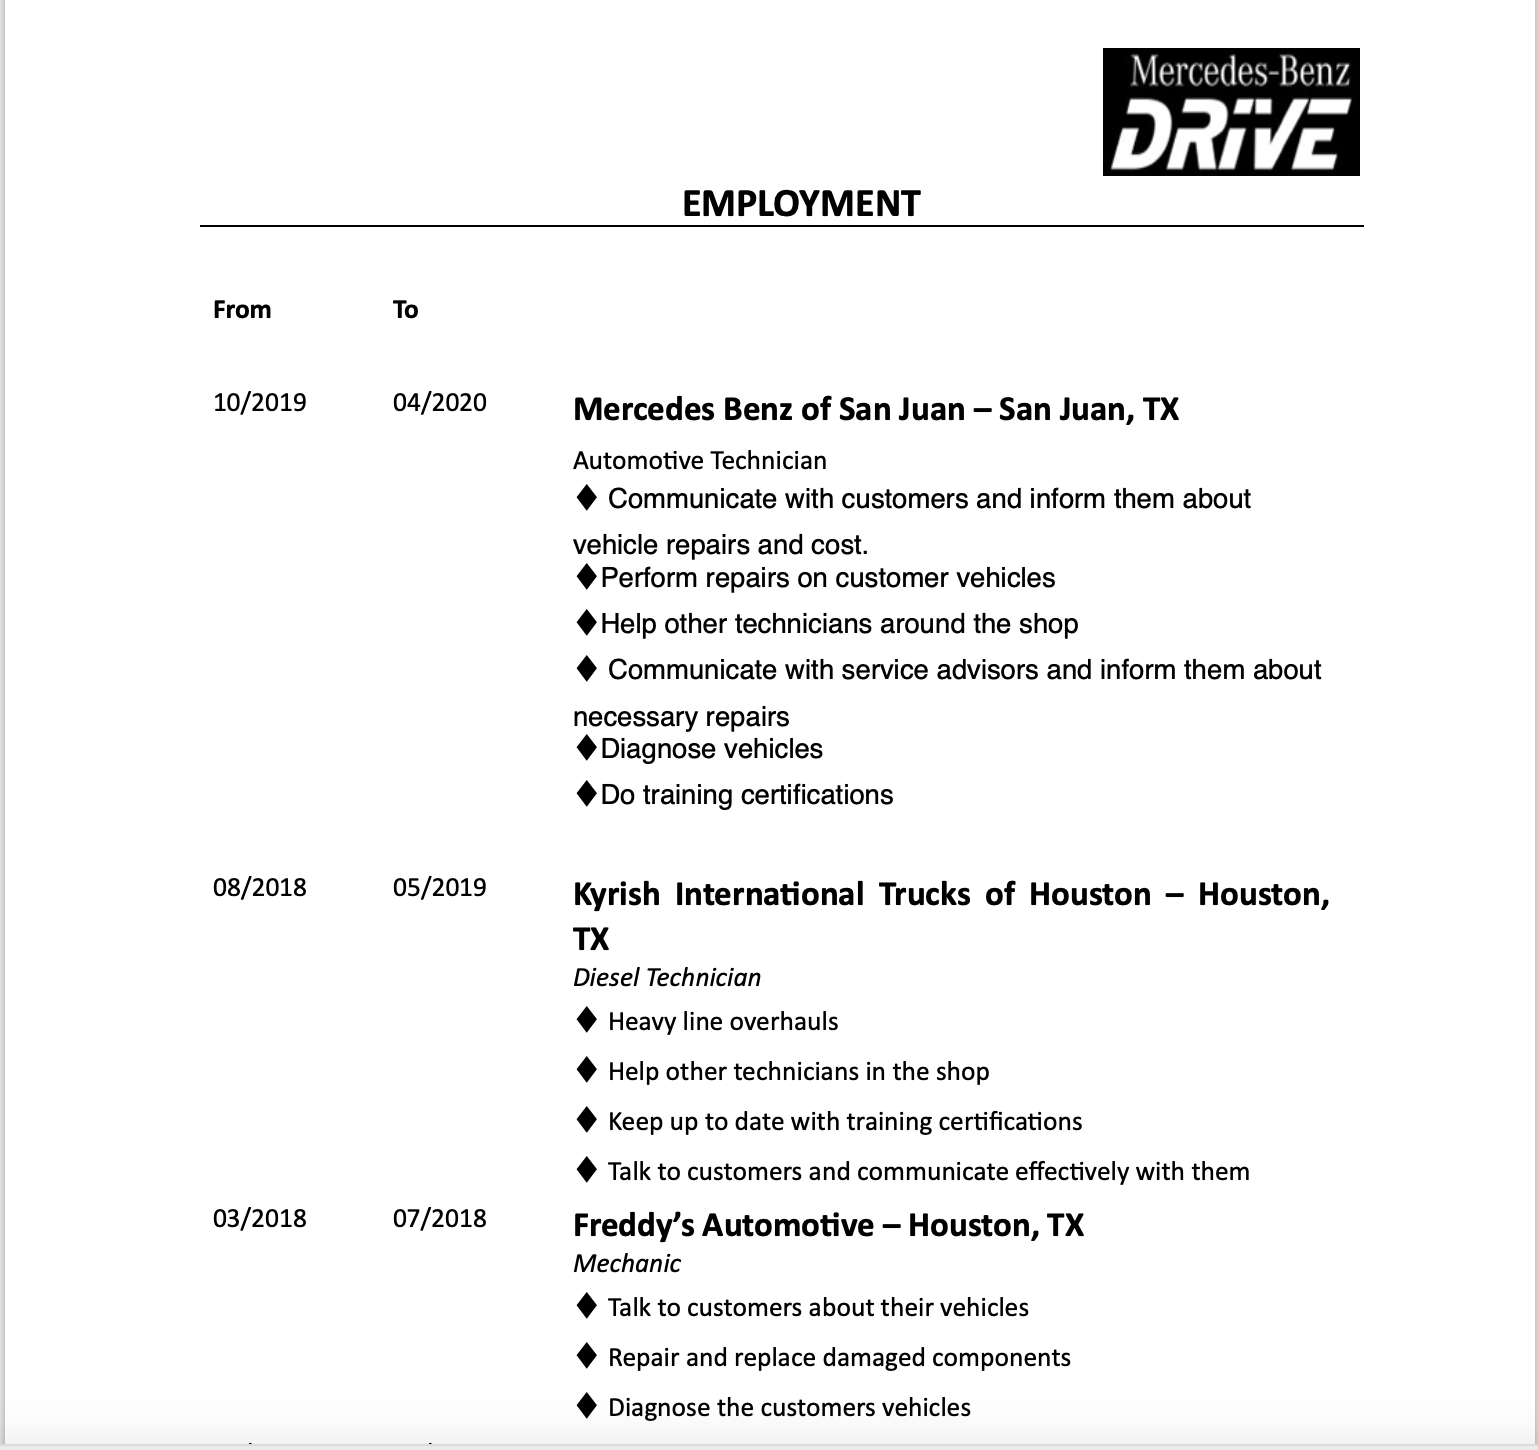 Mercedes-Benz
DRiVE
EMPLOYMENT
From To
10/2019 04/2020 Mercedes Benz of San Juan – San Juan, TX
Automotive Technician
♦ Communicate with customers and inform them about
vehicle repairs and cost.
♦Perform repairs on customer vehicles
♦Help other technicians around the shop
♦ Communicate with service advisors and inform them about
necessary repairs
♦Diagnose vehicles
♦Do training certifications
08/2018 05/2019 Kyrish International Trucks of Houston – Houston,
TX
Diesel Technician
♦ Heavy line overhauls
♦ Help other technicians in the shop
♦ Keep up to date with training certifications
♦ Talk to customers and communicate effectively with them
03/2018 07/2018 Freddy’s Automotive – Houston, TX
Mechanic
♦ Talk to customers about their vehicles
♦ Repair and replace damaged components
♦ Diagnose the customers vehicles